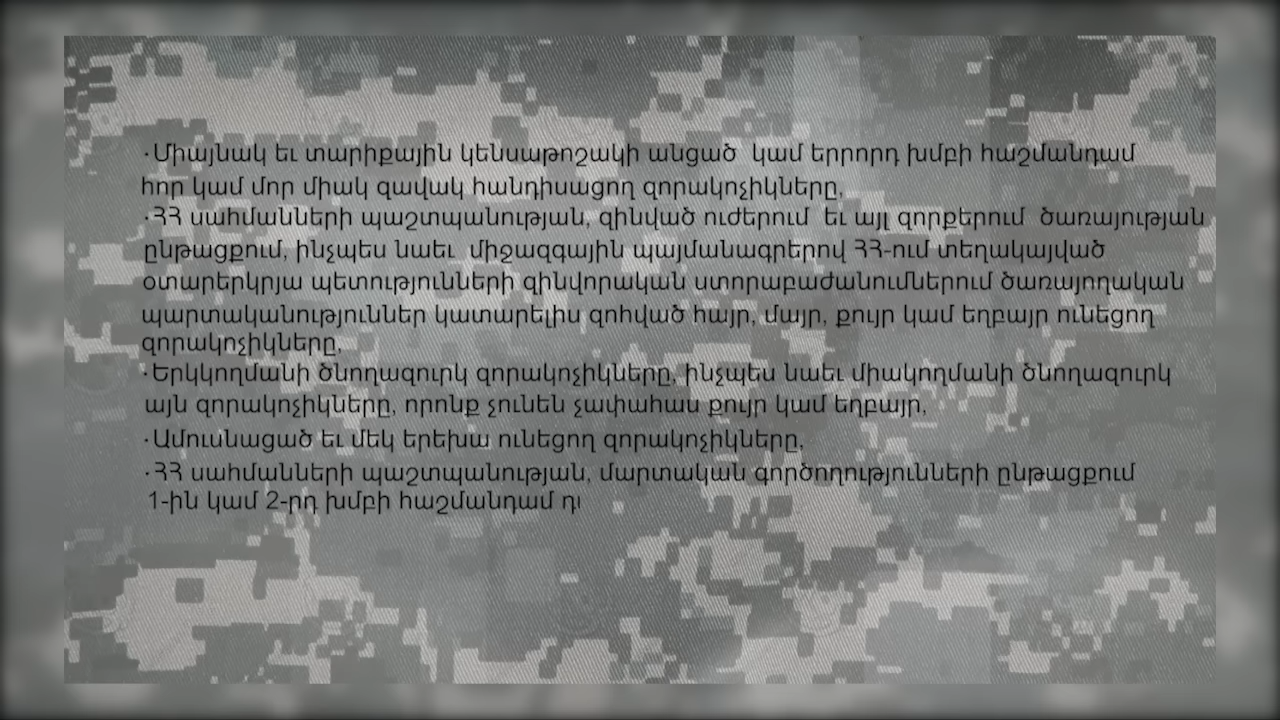 ·Միայնակ եւ տարիքային կենսաթոշակի անցած կամ երրորդ խմբի հաշմանդամ
հոր կամ մոր միակ զավակ հանդիսացող զորակոչիկները,
·ՀՀ սահմանների պաշտպանության, զինված ուժերում եւ այլ զորքերում ծառայության
ընթացքում, ինչպես նաեւ միջազգային պայմանագրերով ՀՀ-ում տեղակայված
օտարերկրյա պետությունների զինվորական ստորաբաժանումներում ծառայողական
պարտականություններ կատարելիս զոհված հայր, մայր, քույր կամ եղբայր ունեցող
զորակոչիկները,
·Երկկողմանի ծնողազուրկ զորակոչիկները, ինչպես նաեւ միակողմանի ծնողազուրկ
այն զորակոչիկները, որոնք չունեն չափահաս քույր կամ եղբայր,
·Ամուսնացած եւ մեկ երեխա ունեցող զորակոչիկները,
·ՀՀ սահմանների պաշտպանության, մարտական գործողությունների ընթացքում
1-ին կամ 2-րդ խմբի հաշմանդամ դ